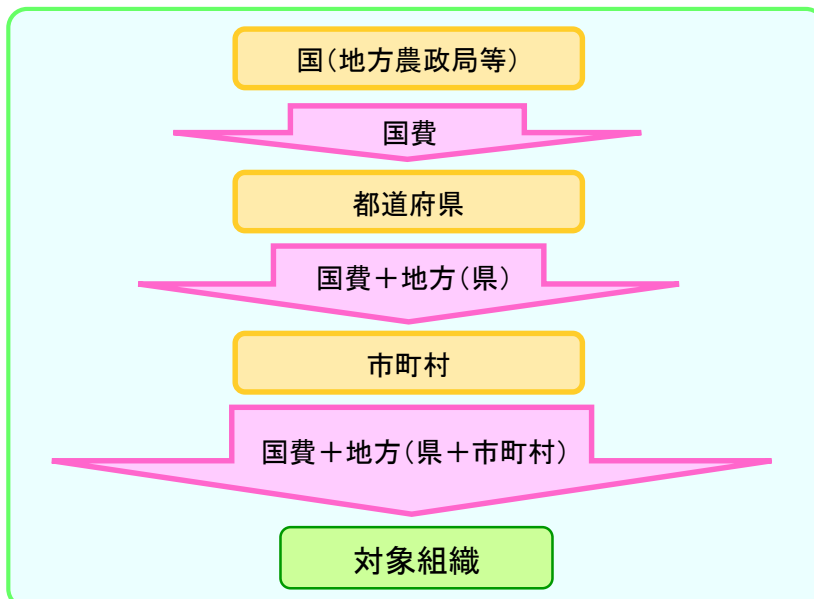 国（地方農政局等）
国費
都道府県
国費＋地方（県）
市町村
国費＋地方（県＋市町村）
対象組織